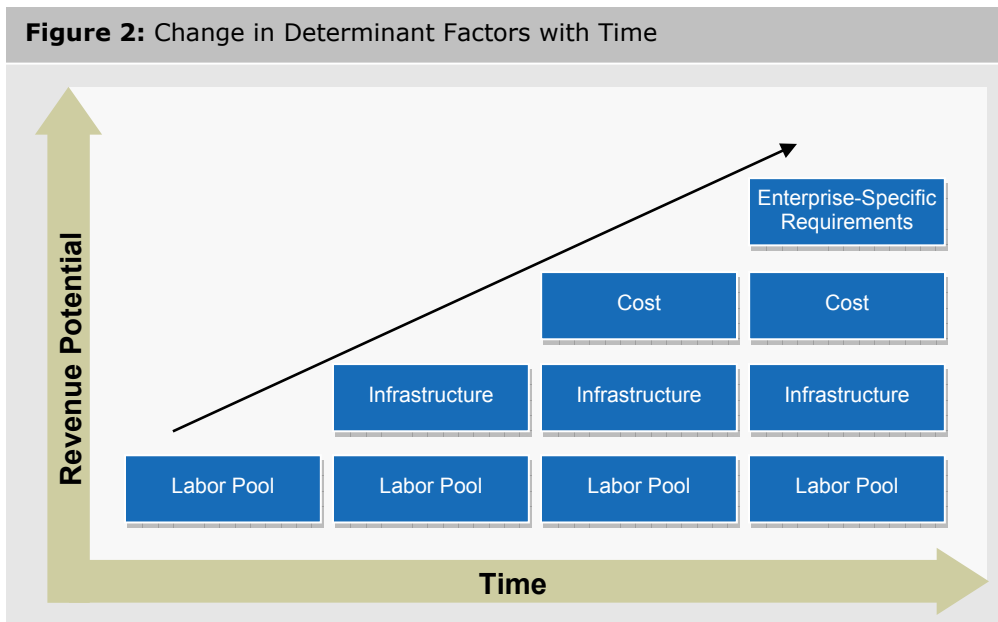 Figure 2: Change in Determinant Factors with Time
Revenue Potential
Enterprise-Specific
Requirements
Cost
Cost
Infrastructure
Infrastructure
Infrastructure
Labor Pool
Labor Pool
Labor Pool
Labor Pool
Time